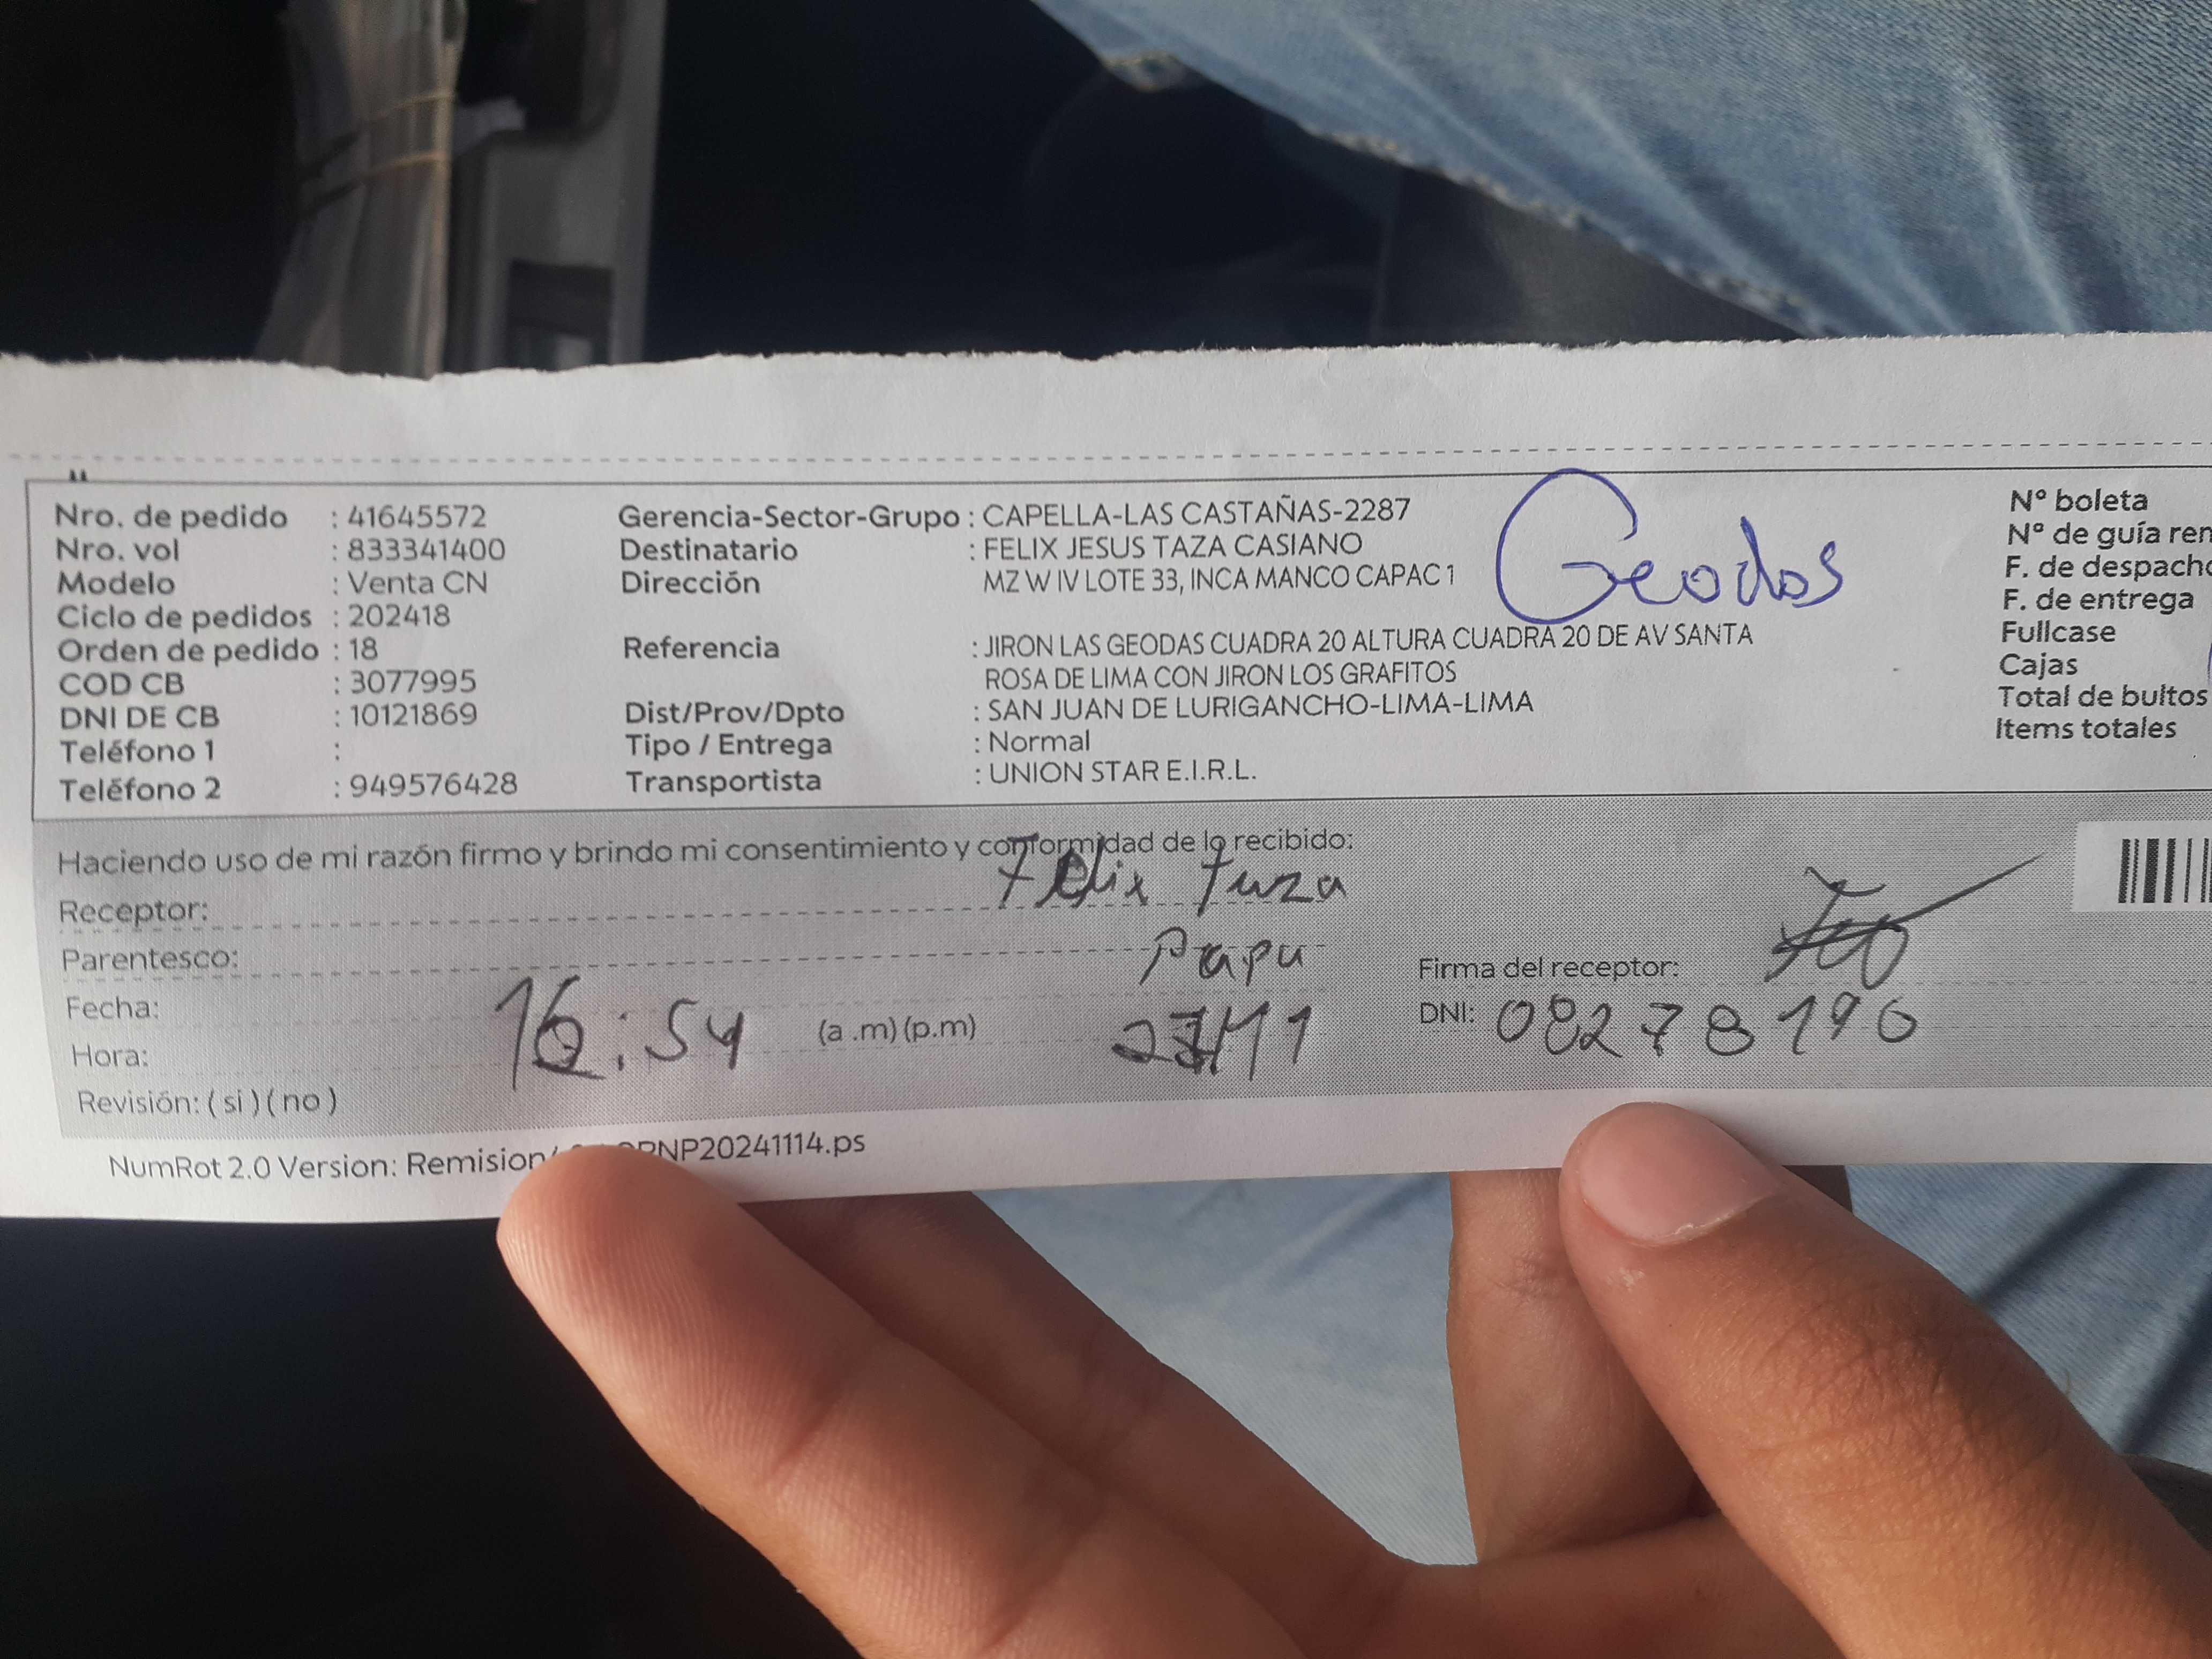 Nro. de pedido : 41645572
Nro. vol : 833341400
Modelo : Venta CN
Ciclo de pedidos : 202418
Orden de pedido : 18
COD CB : 3077995
DNI DE CB : 10121869
Teléfono 1 :
Teléfono 2 : 949576428
Gerencia-Sector-Grupo : CAPELLA-LAS CASTAÑAS-2287
Destinatario : FELIX JESUS TAZA CASIANO
Dirección MZ W IV LOTE 33, INCA MANCO CAPAC 1
Referencia : JIRON LAS GEODAS CUADRA 20 ALTURA CUADRA 20 DE AV SANTA
ROSA DE LIMA CON JIRON LOS GRAFITOS
Dist/Prov/Dpto : SAN JUAN DE LURIGANCHO-LIMA-LIMA
Tipo / Entrega : Normal
Transportista : UNION STAR E.I.R.L.
Geodas
Nº boleta
Nº de guía
F. de
F. de entrega
Fullcase
Cajas
Total de bultos
Items totales
Haciendo uso de mi razón firmo y brindo mi consentimiento y conformidad de lo recibido:
Receptor: Felix Taza
Parentesco: Papa
Firma del receptor:
Fecha:
Hora: 16:54 (a .m) (p.m)
DNI:
Revisión: ( si ) ( no )
NumRot 2.0 Version: